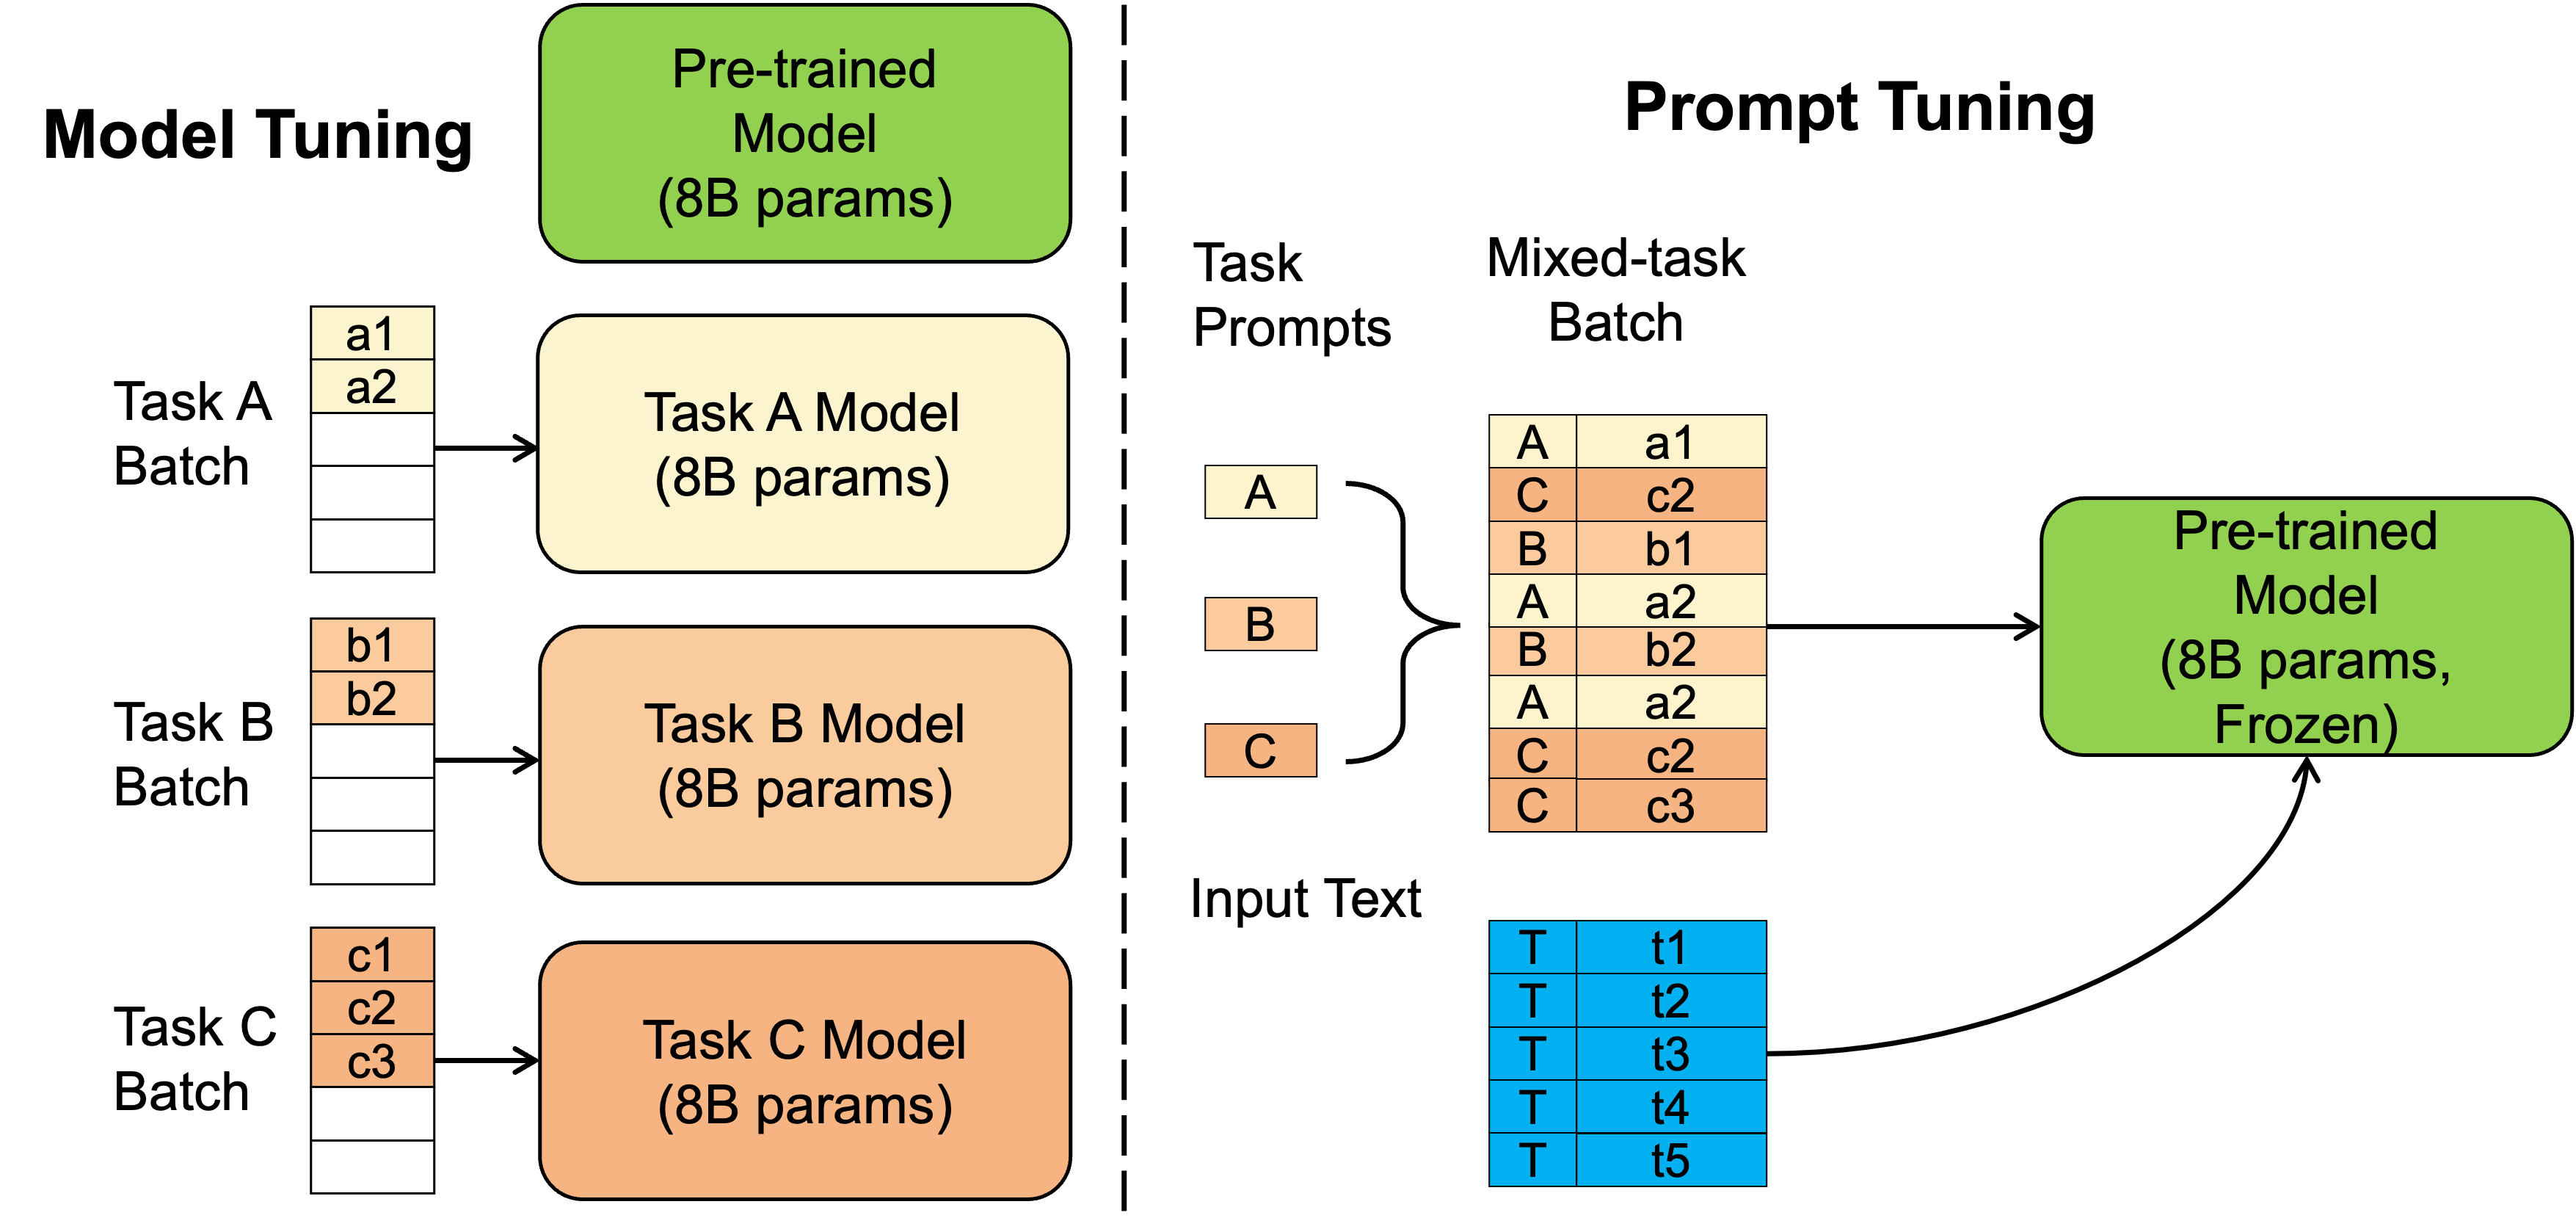 Model Tuning
Pre-trained
Model
(8B params)
Task A
Batch
a1
a2
Task A Model
(8B params)
Task B
Batch
b1
b2
Task B Model
(8B params)
Task C
Batch
c1
c2
c3
Task C Model
(8B params)
Prompt Tuning
Task
Prompts
Mixed-task
Batch
A
B
C
A a1
C c2
B b1
A a2
B b2
A a2
C c2
C c3
Pre-trained
Model
(8B params,
Frozen)
Input Text
T t1
T t2
T t3
T t4
T t5